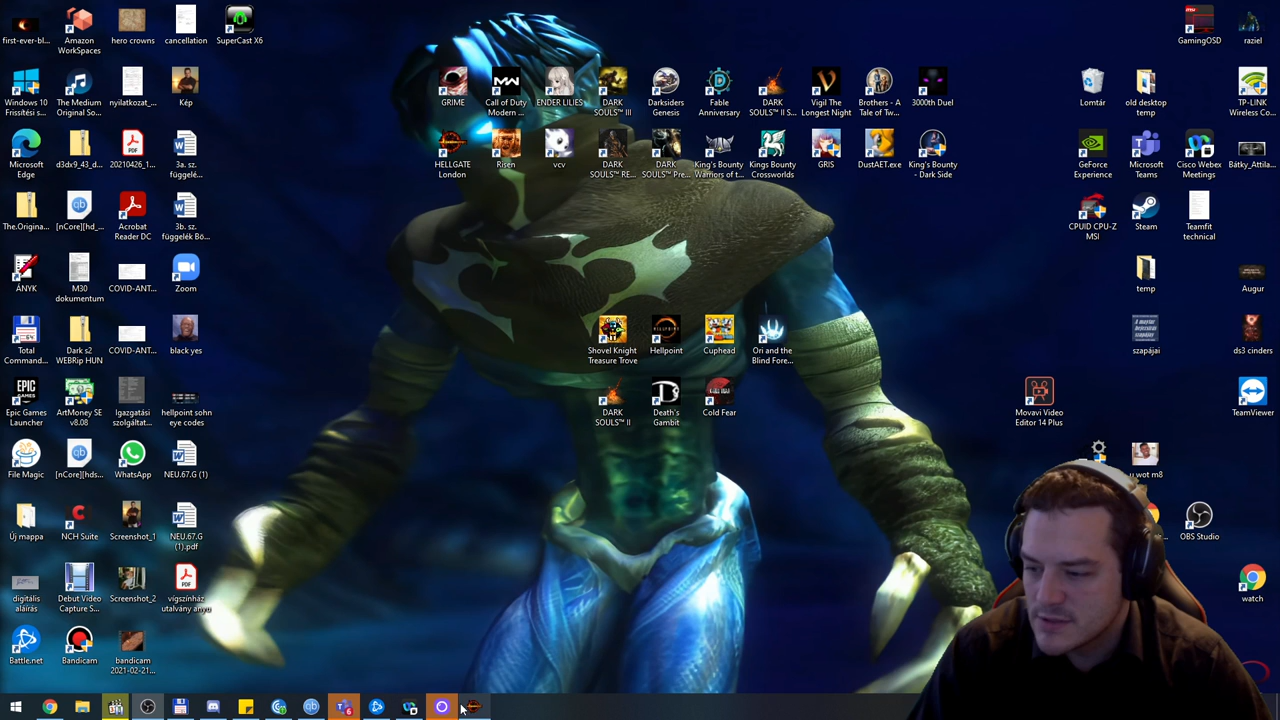 first-ever-bl...
Amazon
WorkSpaces
hero crowns
cancellation
SuperCast X6
Windows 10
Frissítési s...
The Medium
Original So...
nyilatkozat_...
Kép
Microsoft
Edge
d3dx9_43_d...
20210426_1...
3a. sz.
függelé...
The.Origina...
[nCore][hd_...
Acrobat
Reader DC
3b. sz.
függelék Bö...
ÁNYK
M30
dokumentum
COVID-ANT...
Zoom
Total
Command...
Dark s2
WEBRip HUN
COVID-ANT...
black yes
Epic Games
Launcher
ArtMoney SE
v8.08
Igazgatási
szolgáltat...
hellpoint sohn
eye codes
File Magic
[nCore][hds...
WhatsApp
NEU.67.G (1)
Új mappa
NCH Suite
Screenshot_1
NEU.67.G
(1).pdf
digitális
aláírás
Debut Video
Capture S...
Screenshot_2
vígszínház
utalvány anyu
Battle.net
Bandicam
bandicam
2021-02-21...
GRIME
Call of Duty
Modern ...
ENDER LILIES
DARK
SOULS™ III
Darksiders
Genesis
Fable
Anniversary
DARK
SOULS™ II S...
Vigil The
Longest Night
Brothers - A
Tale of Tw...
3000th Duel
HELLGATE
London
Risen
vcv
DARK
SOULS™ RE...
DARK
SOULS™ Pre...
King's Bounty
Warriors of t...
Kings Bounty
Crossworlds
GRIS
DustAET.exe
King's Bounty
- Dark Side
Shovel Knight
Treasure Trove
Hellpoint
Cuphead
Ori and the
Blind Fore...
DARK
SOULS™ II
Death's
Gambit
Cold Fear
GamingOSD
raziel
Lomtár
old desktop
temp
TP-LINK
Wireless Co...
GeForce
Experience
Microsoft
Teams
Cisco Webex
Meetings
Bátky_Attila...
CPUID CPU-Z
MSI
Steam
Teamfit
technical
temp
Augur
szapájai
ds3 cinders
Movavi Video
Editor 14 Plus
TeamViewer
u wot m8
OBS Studio
watch